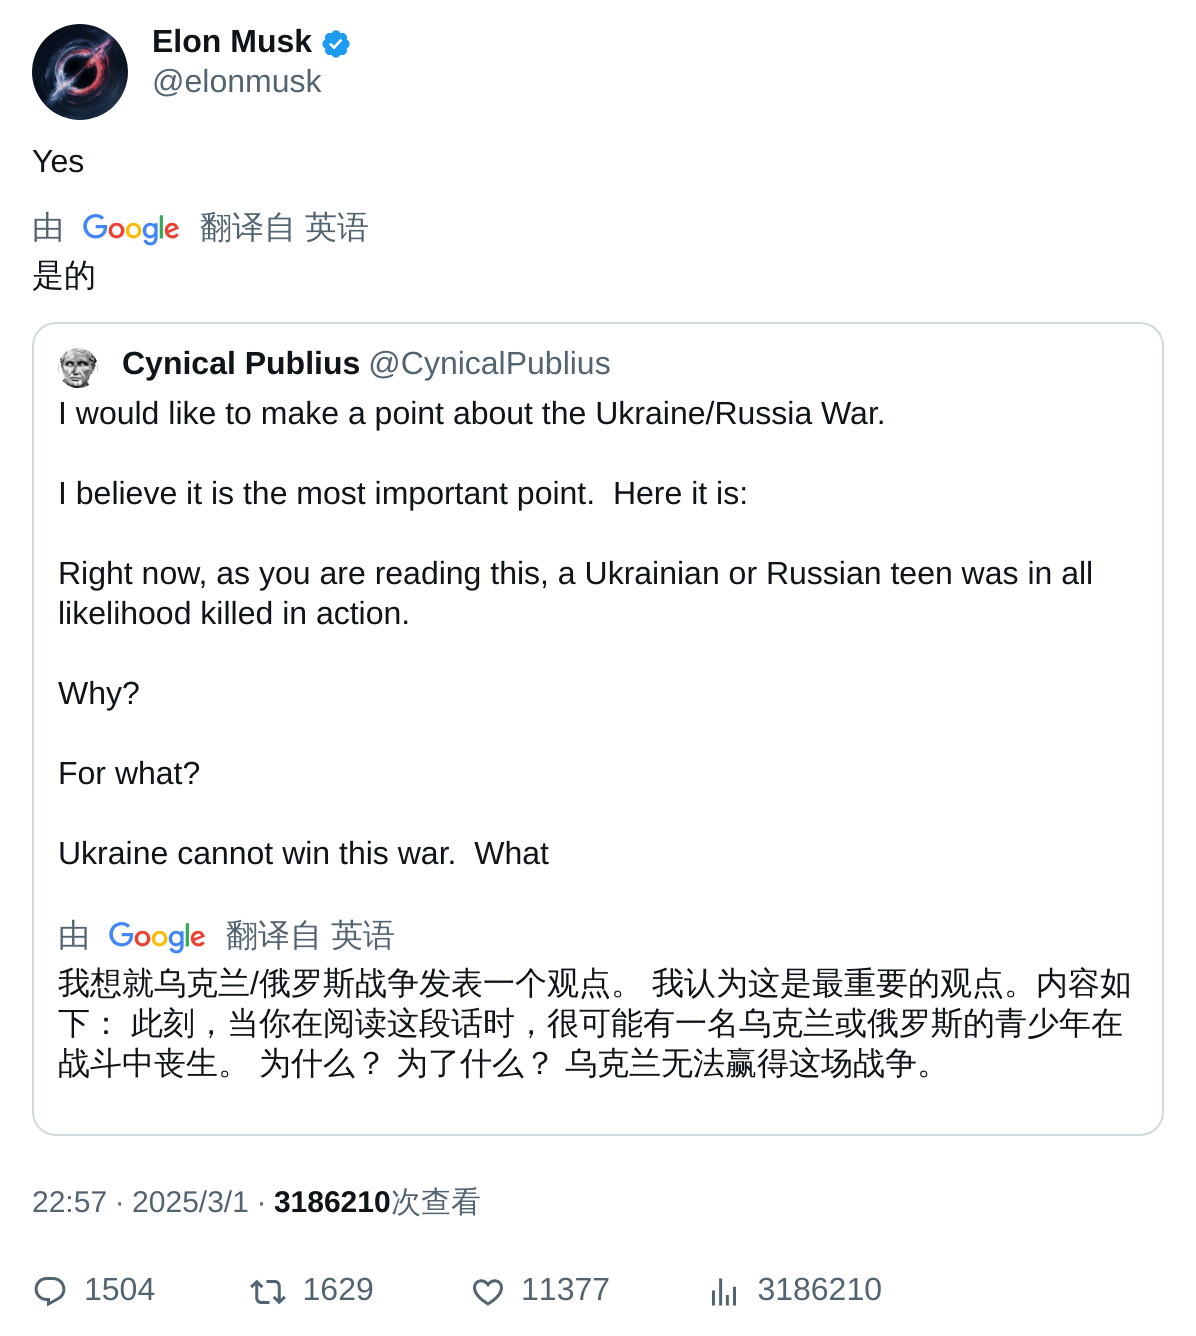 Elon Musk
@elonmusk
Yes
由 Google 翻译自 英语
是的
Cynical Publius @CynicalPublius
I would like to make a point about the Ukraine/Russia War.
I believe it is the most important point.  Here it is:
Right now, as you are reading this, a Ukrainian or Russian teen was in all
likelihood killed in action.
Why?
For what?
Ukraine cannot win this war.  What
由 Google 翻译自 英语
我想就乌克兰/俄罗斯战争发表一个观点。 我认为这是最重要的观点。内容如
下： 此刻，当你在阅读这段话时，很可能有一名乌克兰或俄罗斯的青少年在
战斗中丧生。 为什么？ 为了什么？ 乌克兰无法赢得这场战争。
22:57 · 2025/3/1 · 3186210次查看
1504 1629 11377 3186210